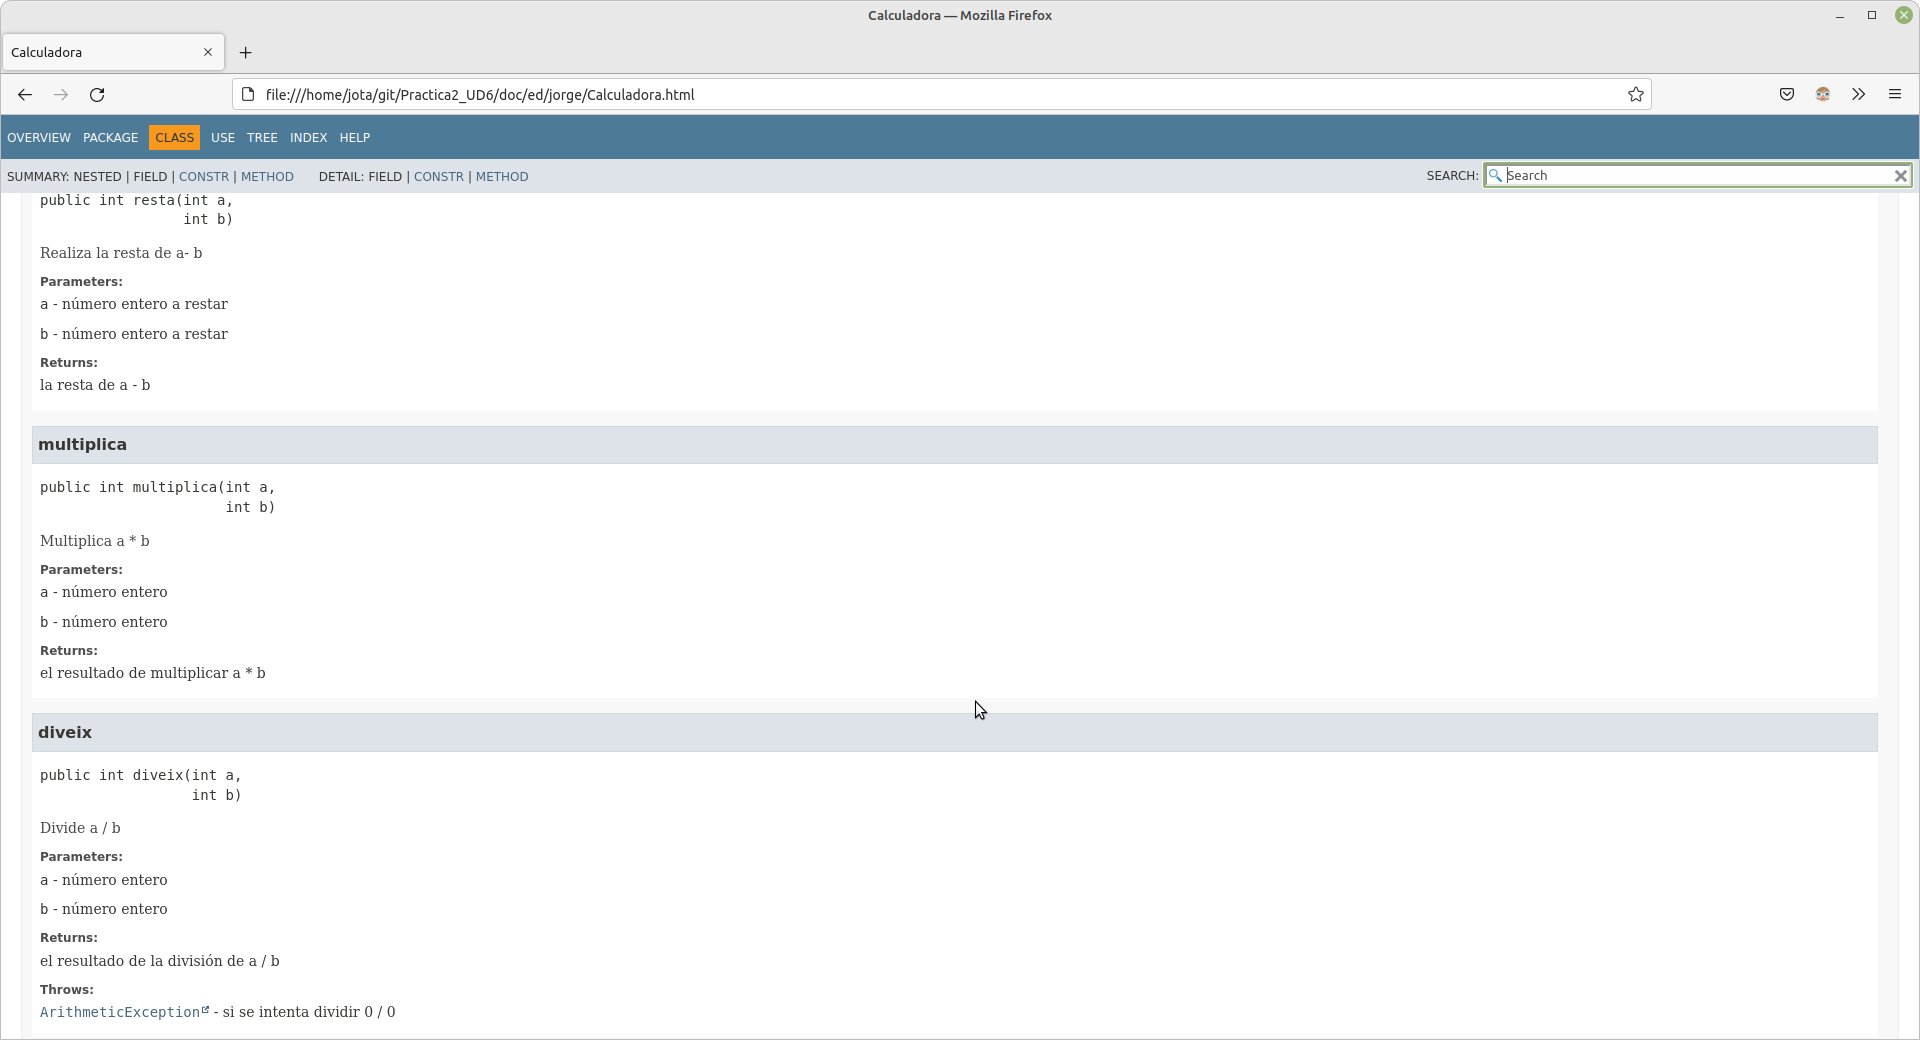 Calculadora — Mozilla Firefox
Calculadora
file:///home/jota/git/Practica2_UD6/doc/ed/jorge/Calculadora.html
OVERVIEW PACKAGE CLASS USE TREE INDEX HELP
SUMMARY: NESTED | FIELD | CONSTR | METHOD DETAIL: FIELD | CONSTR | METHOD SEARCH: Search
public int resta(int a,
int b)
Realiza la resta de a- b
Parameters:
a - número entero a restar
b - número entero a restar
Returns:
la resta de a - b
multiplica
public int multiplica(int a,
int b)
Multiplica a * b
Parameters:
a - número entero
b - número entero
Returns:
el resultado de multiplicar a * b
diveix
public int diveix(int a,
int b)
Divide a / b
Parameters:
a - número entero
b - número entero
Returns:
el resultado de la división de a / b
Throws:
ArithmeticException - si se intenta dividir 0 / 0